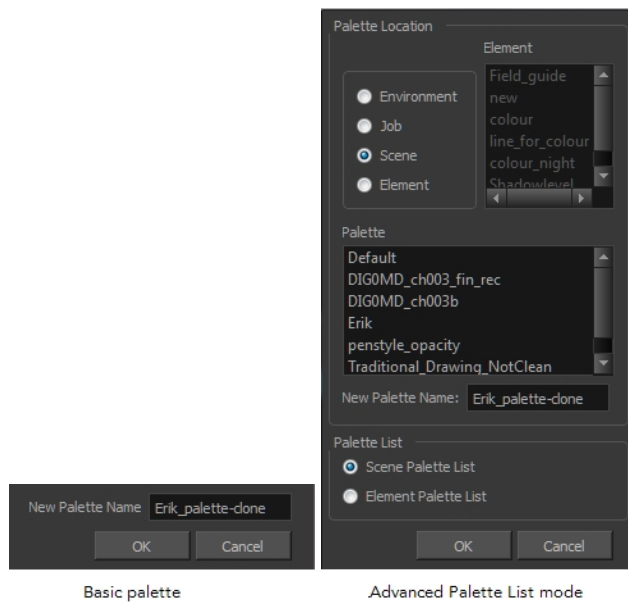 Palette Location
Element
Environment
Job
Scene
Element
Field_guide
new
colour
line_for_colour
colour_night
Shadowlevel
Palette
Default
DIG0MD_ch003_fin_rec
DIG0MD_ch003b
Erik
penstyle_opacity
Traditional_Drawing_NotClean
New Palette Name: Erik_palette-clone
Palette List
Scene Palette List
Element Palette List
OK Cancel
New Palette Name Erik_palette-clone
OK Cancel
Basic palette
Advanced Palette List mode